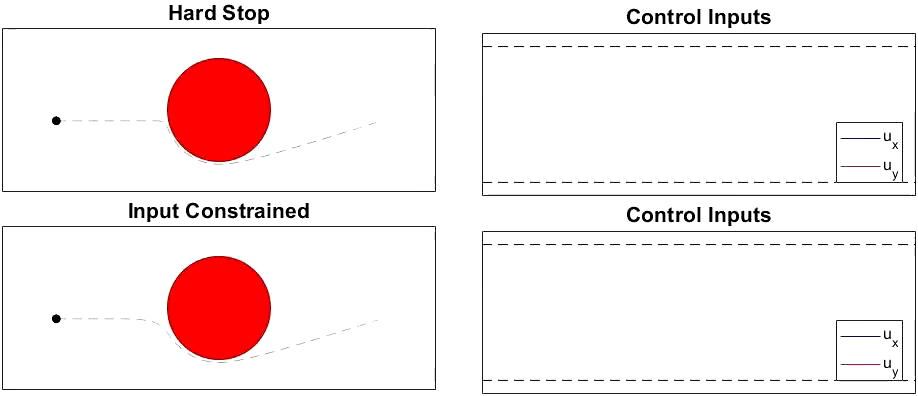 Hard Stop
Control Inputs
u_x
u_y
Input Constrained
Control Inputs
u_x
u_y